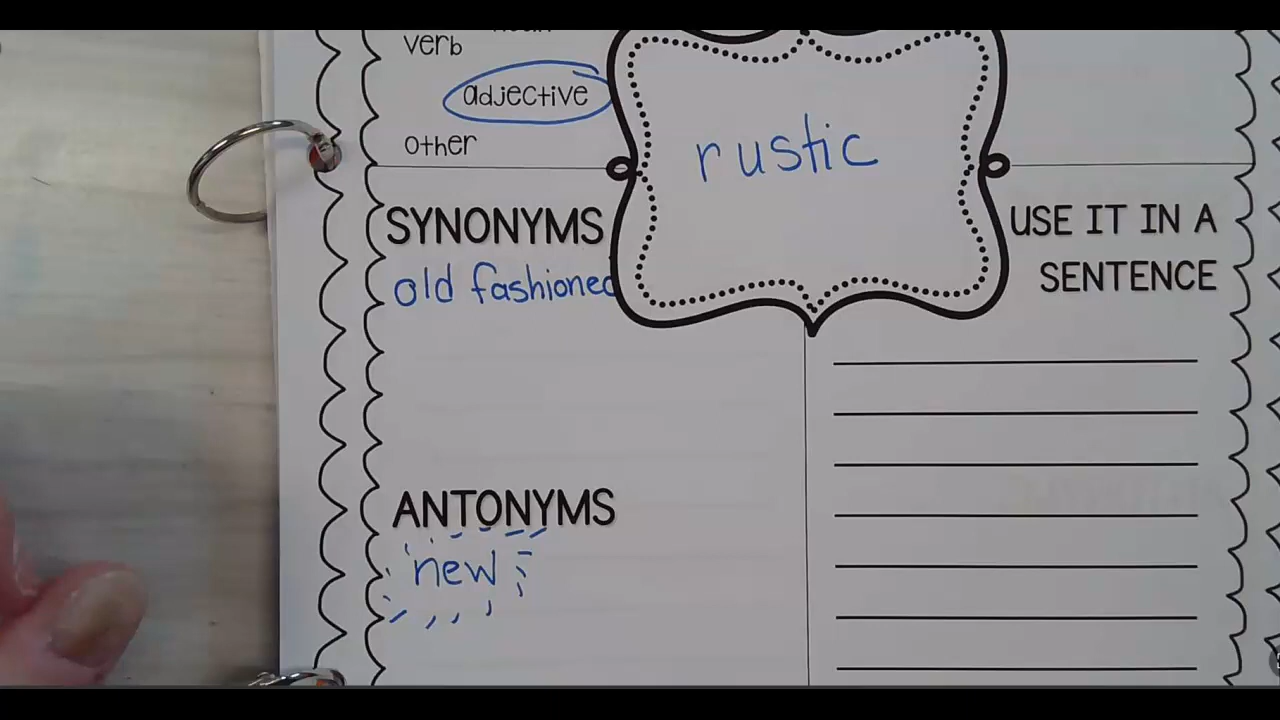 verb
adjective
other
rustic
SYNONYMS
old fashioned
ANTONYMS
new
USE IT IN A
SENTENCE